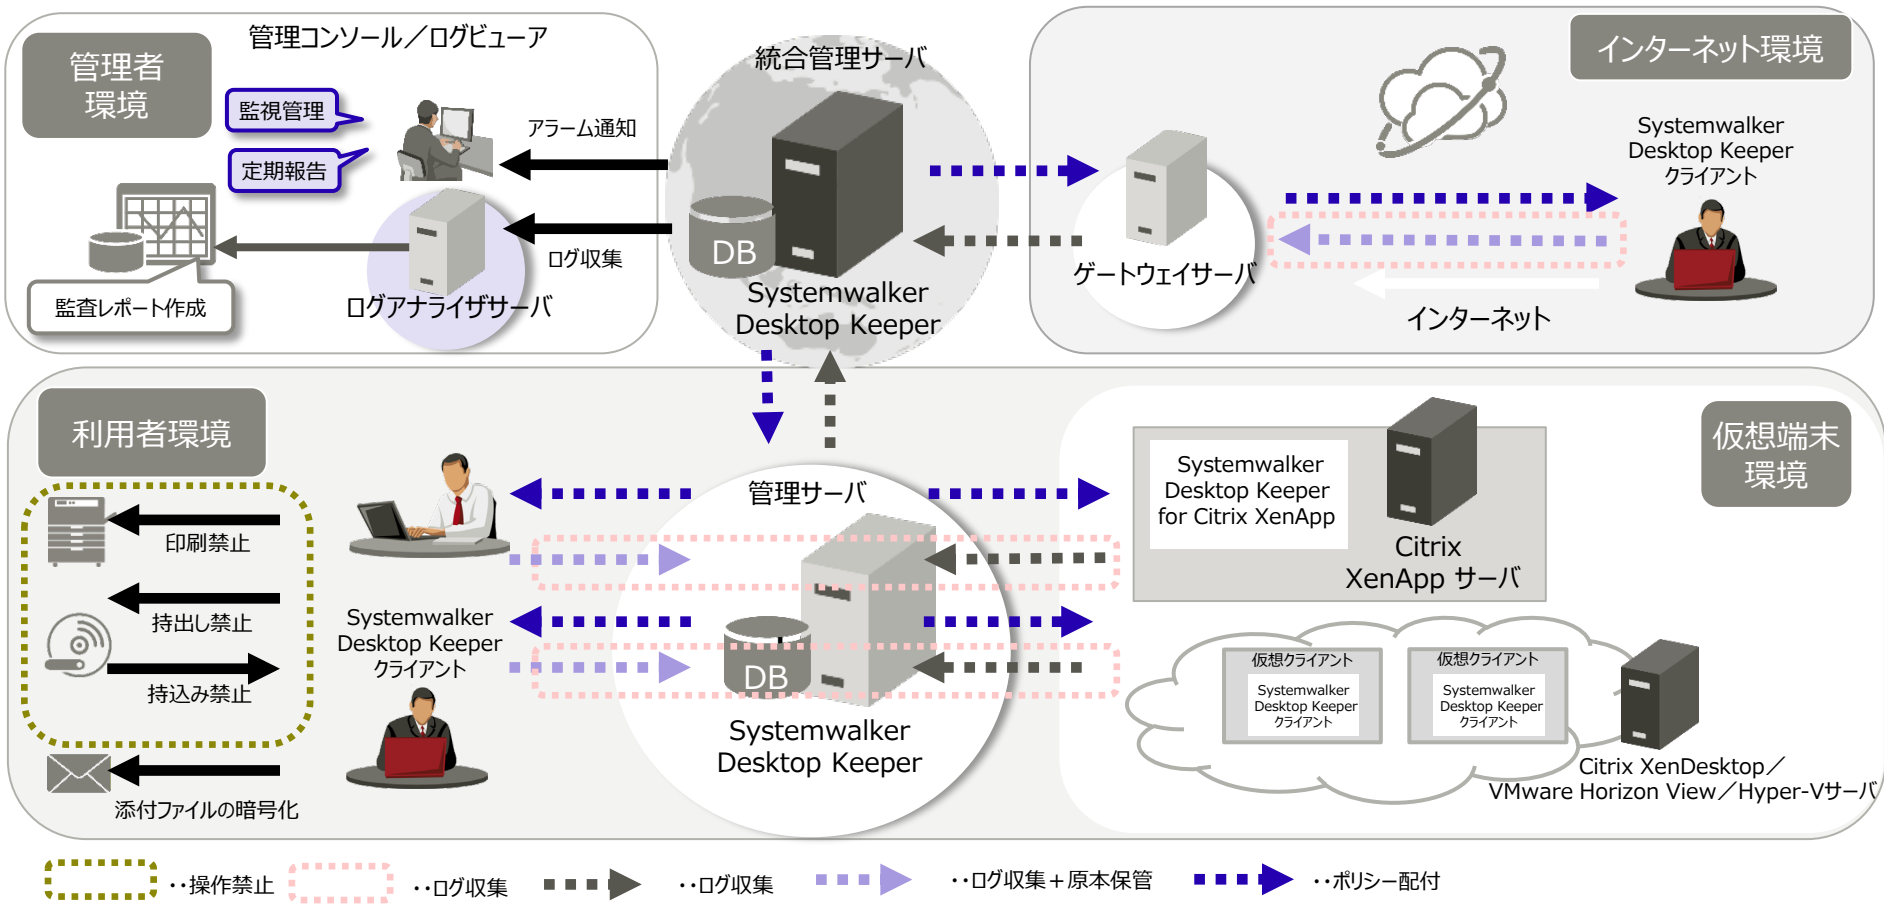 管理者
環境
管理コンソール／ログビューア
監視管理
定期報告
アラーム通知
ログ収集
監査レポート作成
ログアナライザサーバ
統合管理サーバ
DB
Systemwalker
Desktop Keeper
インターネット環境
ゲートウェイサーバ
Systemwalker
Desktop Keeper
クライアント
インターネット
利用者環境
印刷禁止
持出し禁止
持込み禁止
添付ファイルの暗号化
Systemwalker
Desktop Keeper
クライアント
管理サーバ
DB
Systemwalker
Desktop Keeper
仮想端末
環境
Systemwalker
Desktop Keeper
for Citrix XenApp
Citrix
XenApp サーバ
仮想クライアント
Systemwalker
Desktop Keeper
クライアント
仮想クライアント
Systemwalker
Desktop Keeper
クライアント
Citrix XenDesktop／
VMware Horizon View／Hyper-Vサーバ
‥操作禁止
‥ログ収集
‥ログ収集
‥ログ収集＋原本保管
‥ポリシー配付